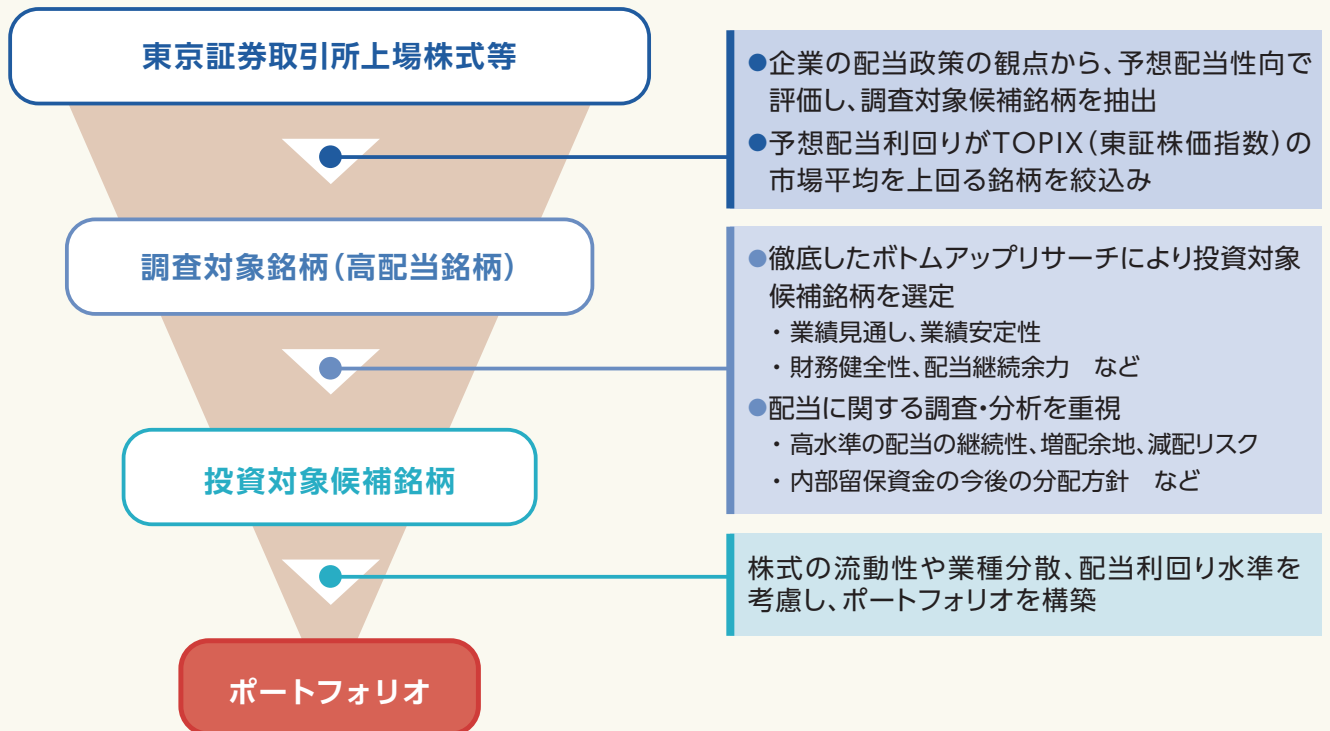 東京証券取引所上場株式等
●企業の配当政策の観点から、予想配当性向で
評価し、調査対象候補銘柄を抽出
●予想配当利回りがTOPIX(東証株価指数)の
市場平均を上回る銘柄を絞込み
調査対象銘柄(高配当銘柄)
●徹底したボトムアップリサーチにより投資対象
候補銘柄を選定
・業績見通し、業績安定性
・財務健全性、配当継続余力　など
●配当に関する調査・分析を重視
・高水準の配当の継続性、増配余地、減配リスク
・内部留保資金の今後の分配方針　など
投資対象候補銘柄
株式の流動性や業種分散、配当利回り水準を
考慮し、ポートフォリオを構築
ポートフォリオ